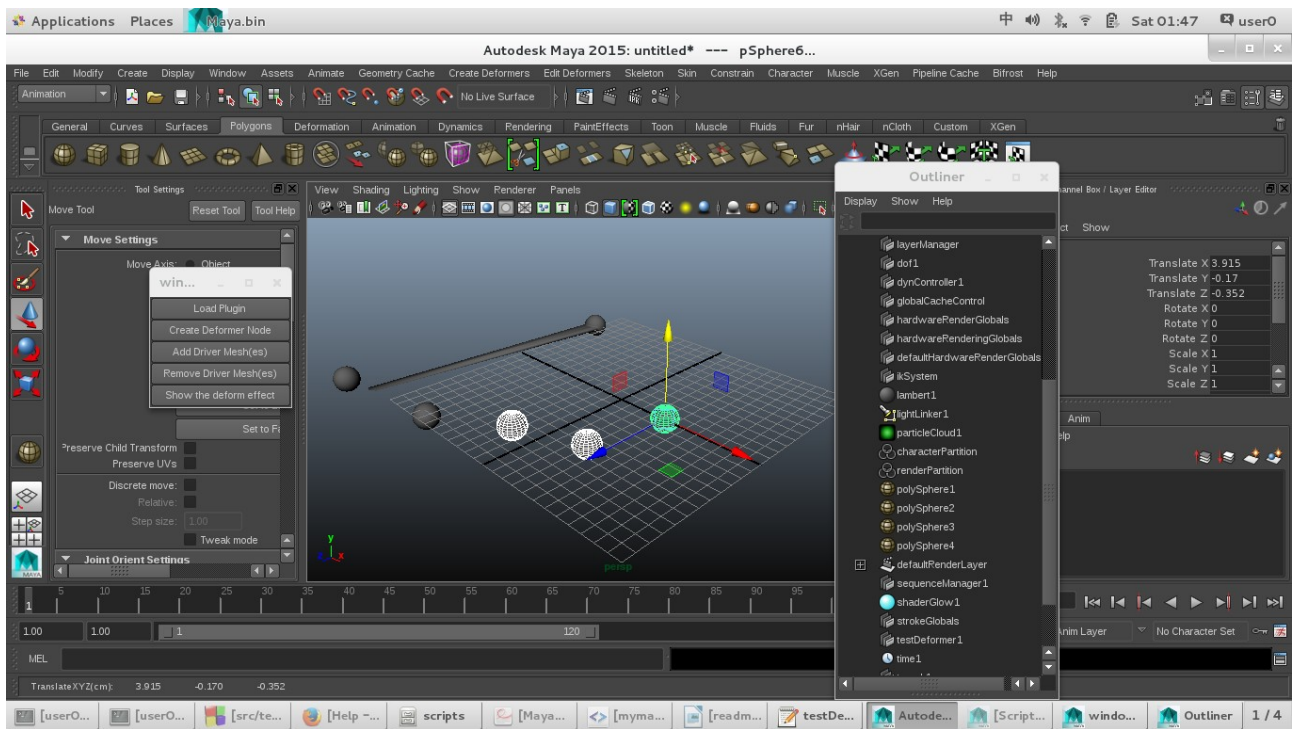 Applications Places Maya.bin 中 Sat 01:47 userO
Autodesk Maya 2015: untitled* --- pSphere6...
File Edit Modify Create Display Window Assets Animate Geometry Cache Create Deformers Edit Deformers Skeleton Skin Constrain Character Muscle XGen Pipeline Cache Bifrost Help
Animation No Live Surface
General Curves Surfaces Polygons Deformation Animation Dynamics Rendering PaintEffects Toon Muscle Fluids Fur nHair nCloth Custom XGen
Tool Settings
Move Tool Reset Tool Tool Help
Move Settings
Move Axis: Object
win...
Load Plugin
Create Deformer Node
Add Driver Mesh(es)
Remove Driver Mesh(es)
Show the deform effect
Set to
Preserve Child Transform
Preserve UVs
Discrete move:
Relative:
Step size: 1.00
Tweak mode
Joint Orient Settings
MAYA
View Shading Lighting Show Renderer Panels
y
x
persp
Outliner
Display Show Help
layerManager
dof1
dynController1
globalCacheControl
hardwareRenderGlobals
hardwareRenderingGlobals
defaultHardwareRenderGlobals
ikSystem
lambert1
lightLinker1
particleCloud1
characterPartition
renderPartition
polySphere1
polySphere2
polySphere3
polySphere4
defaultRenderLayer
sequenceManager1
shaderGlow1
strokeGlobals
testDeformer1
time1
annel Box / Layer Editor
ct Show
Translate X 3.915
Translate Y -0.17
Translate Z -0.352
Rotate X 0
Rotate Y 0
Rotate Z 0
Scale X 1
Scale Y 1
Scale Z 1
Anim
elp
1 5 10 15 20 25 30 35 40 45 50 55 60 65 70 75 80 85 90 95
1.00 1.00 1 120 Anim Layer No Character Set
MEL
TranslateXYZ(cm): 3.915 -0.170 -0.352
[userO... [userO... [src/te... [Help -... scripts [Maya... [myma... [readm... testDe... Autode... [Script... windo... Outliner 1 / 4